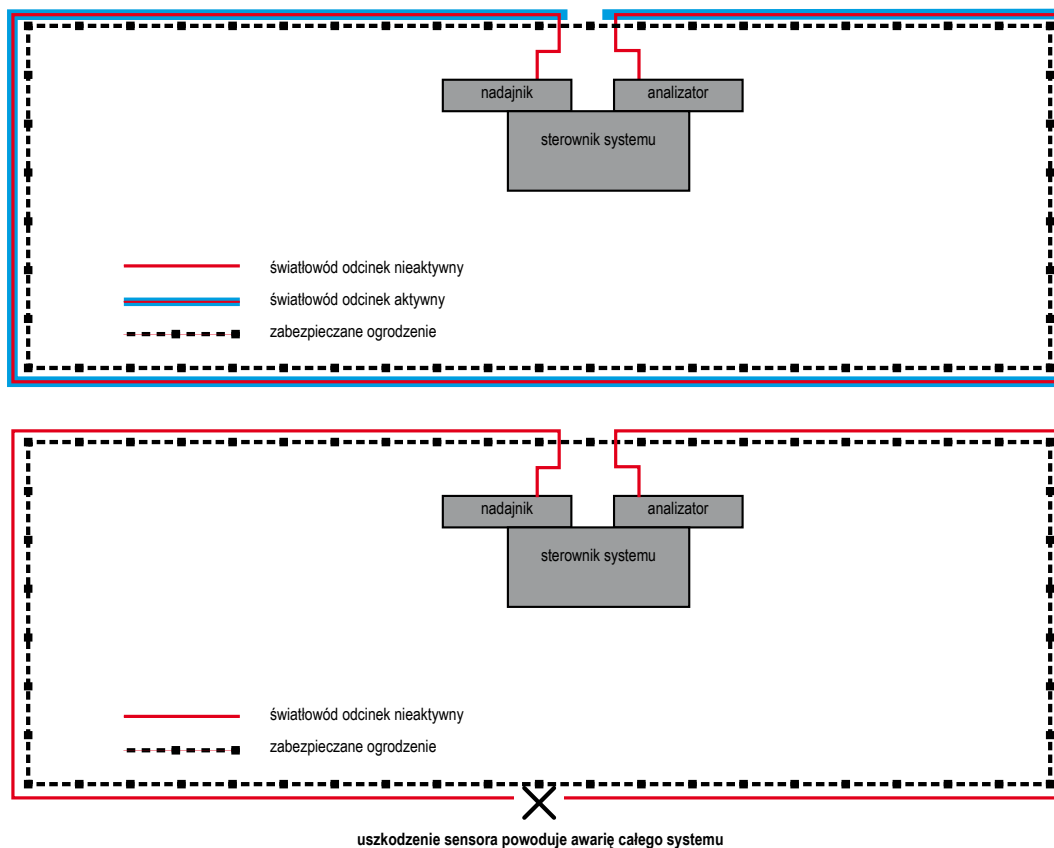 nadajnik
analizator
sterownik systemu
światłowód odcinek nieaktywny
światłowód odcinek aktywny
zabezpieczane ogrodzenie
nadajnik
analizator
sterownik systemu
światłowód odcinek nieaktywny
zabezpieczane ogrodzenie
uszkodzenie sensora powoduje awarię całego systemu